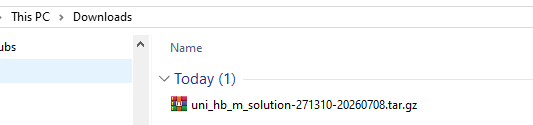 This PC > Downloads
ubs
Name
Today (1)
uni_hb_m_solution-271310-20260708.tar.gz